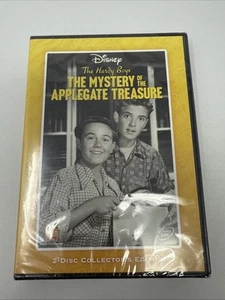 Disney
The Hardy Boys
THE MYSTERY OF THE
APPLEGATE TREASURE
2-DISC COLLECTOR'S EDITION